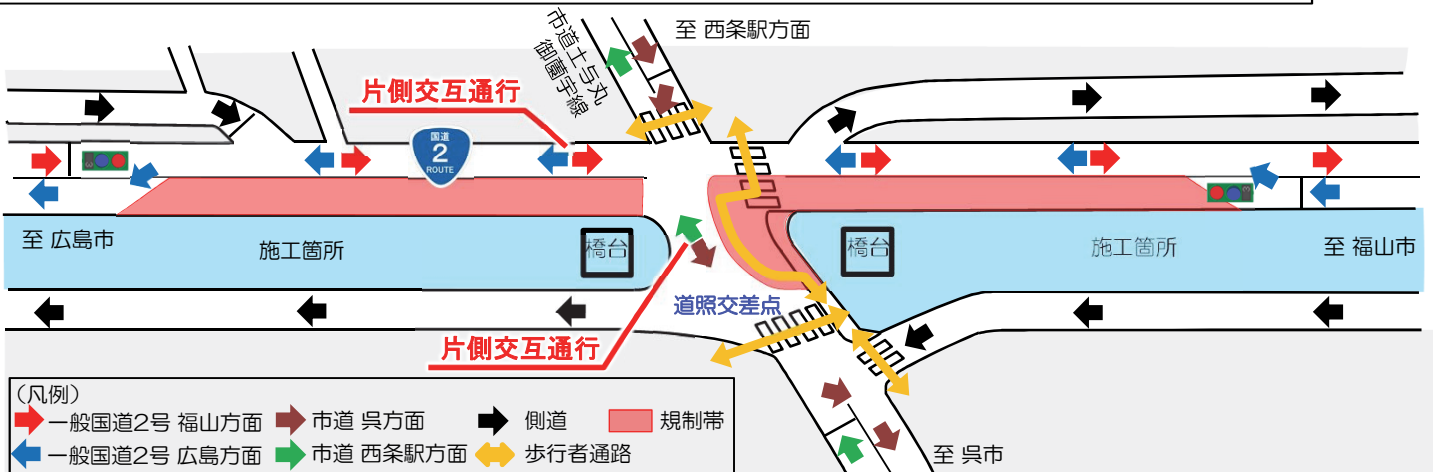 至 西条駅方面
市道土与丸
御薗宇線
片側交互通行
国道
2
ROUTE
至 広島市
施工箇所
橋台
橋台
施工箇所
至 福山市
道照交差点
片側交互通行
(凡例)
一般国道2号 福山方面
市道 呉方面
側道
規制帯
一般国道2号 広島方面
市道 西条駅方面
歩行者通路
至 呉市